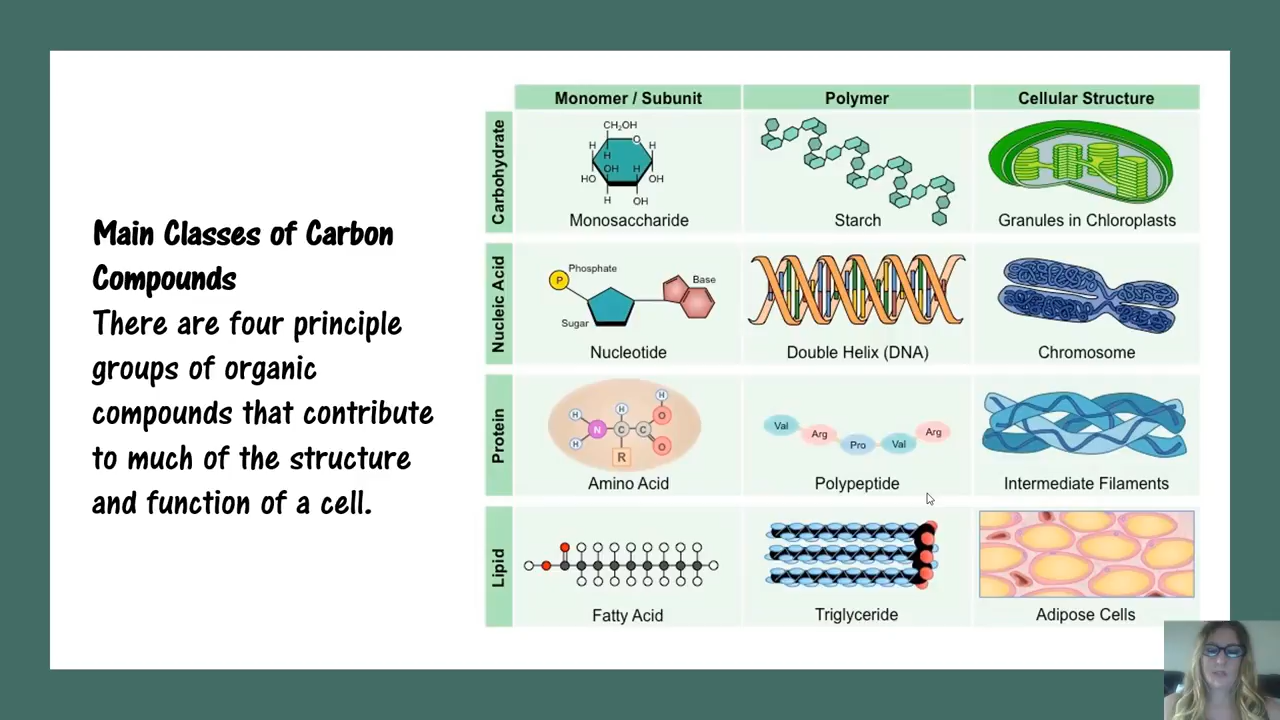 Main Classes of Carbon
Compounds
There are four principle
groups of organic
compounds that contribute
to much of the structure
and function of a cell.
Monomer / Subunit
Polymer
Cellular Structure
Carbohydrate
CH₂OH
O
H
H
H
OH
H
HO
OH
H
OH
Monosaccharide
Starch
Granules in Chloroplasts
Nucleic Acid
Phosphate
P
Base
Sugar
Nucleotide
Double Helix (DNA)
Chromosome
Protein
H
H
H
O
N
C
C
H
O
R
Amino Acid
Val
Arg
Pro
Val
Arg
Polypeptide
Intermediate Filaments
Lipid
Fatty Acid
Triglyceride
Adipose Cells